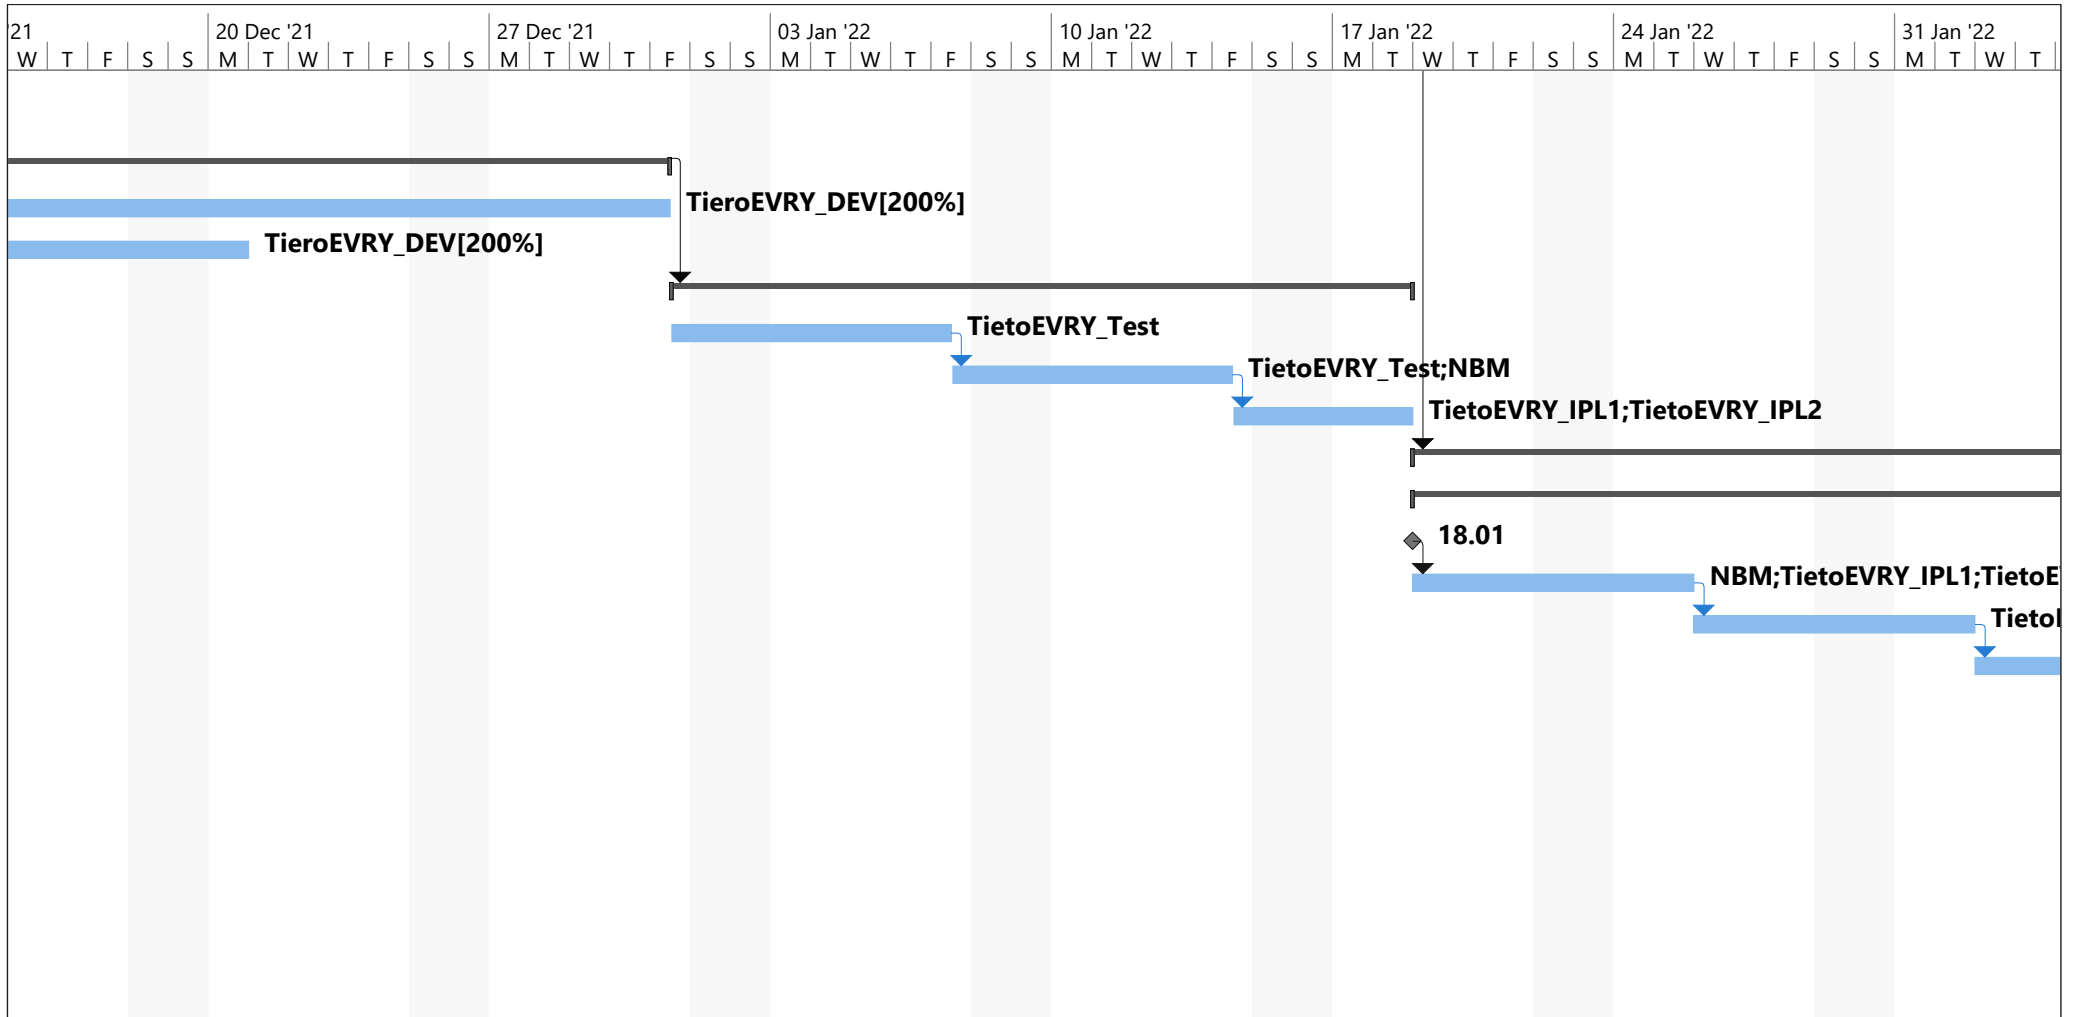 21 20 Dec '21 27 Dec '21 03 Jan '22 10 Jan '22 17 Jan '22 24 Jan '22 31 Jan '22
W T F S S M T W T F S S M T W T F S S M T W T F S S M T W T F S S M T W T F S S M T W T F S S M T W T
TieroEVRY_DEV[200%]
TieroEVRY_DEV[200%]
TietoEVRY_Test
TietoEVRY_Test;NBM
TietoEVRY_IPL1;TietoEVRY_IPL2
18.01
NBM;TietoEVRY_IPL1;TietoE
Tieto